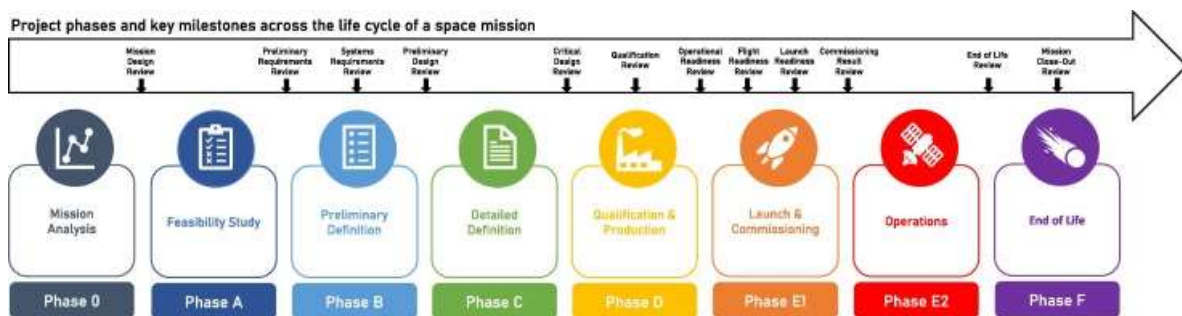 Project phases and key milestones across the life cycle of a space mission
Mission
Design
Review
Preliminary
Requirements
Review
Systems
Requirements
Review
Preliminary
Design
Review
Critical
Design
Review
Qualification
Review
Operational
Readiness
Review
Flight
Readiness
Review
Launch
Readiness
Review
Commissioning
Result
Review
End of Life
Review
Mission
Close-Out
Review
Mission
Analysis
Phase 0
Feasibility Study
Phase A
Preliminary
Definition
Phase B
Detailed
Definition
Phase C
Qualification &
Production
Phase D
Launch &
Commissioning
Phase E1
Operations
Phase E2
End of Life
Phase F